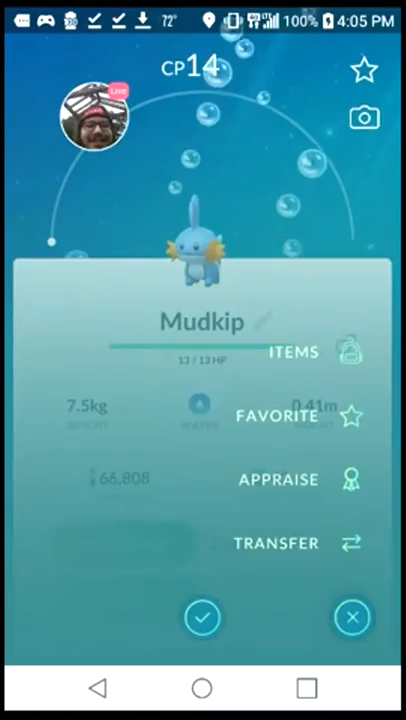 72° 100% 4:05 PM
CP14
Live
Mudkip
13 / 13 HP
ITEMS
7.5kg 0.41m
WEIGHT WATER HEIGHT
FAVORITE
66,808
APPRAISE
TRANSFER